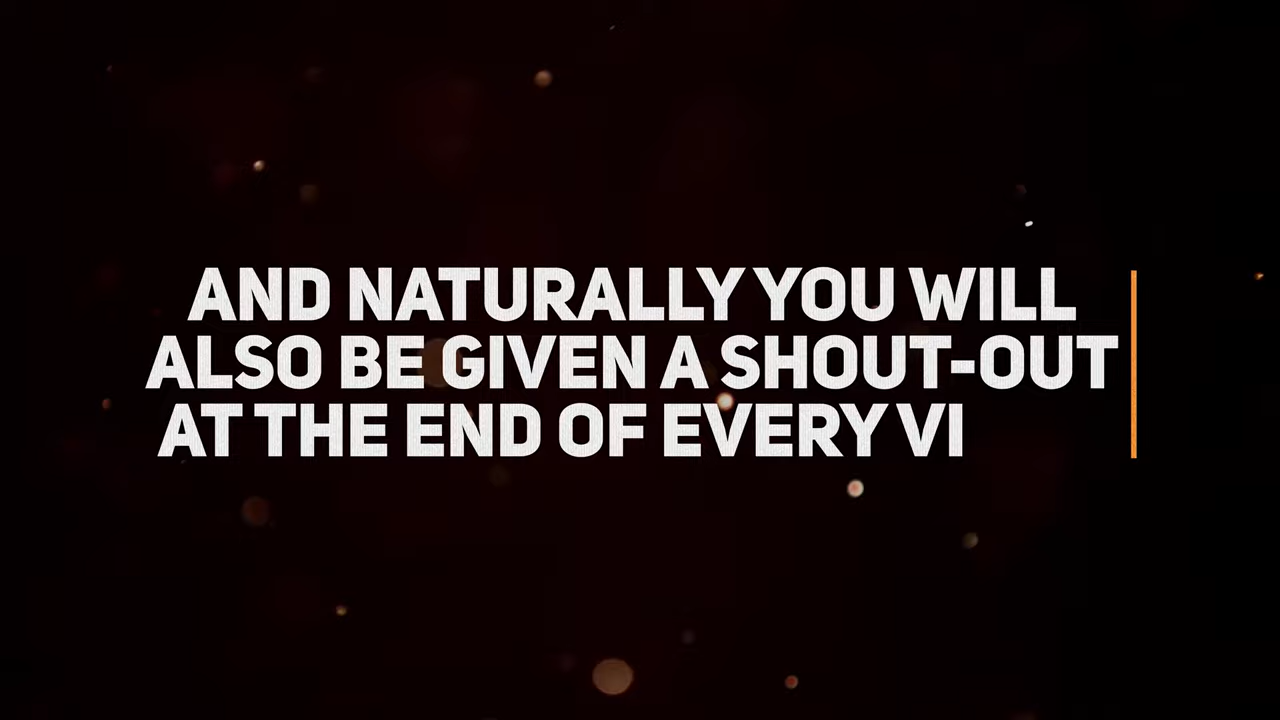 AND NATURALLY YOU WILL
ALSO BE GIVEN A SHOUT-OUT
AT THE END OF EVERY VI